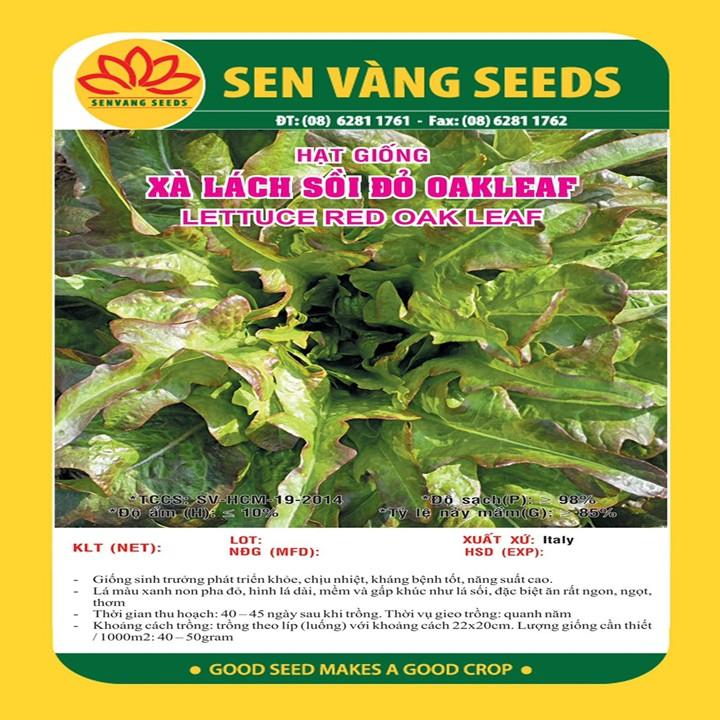 SENVANG SEEDS
SEN VÀNG SEEDS
ĐT: (08) 6281 1761 - Fax: (08) 6281 1762
HẠT GIỐNG
XÀ LÁCH SỒI ĐỎ OAKLEAF
LETTUCE RED OAK LEAF
*TCCS: SV-HCM-19-2014 *Độ sạch(P): ≥ 98%
*Độ ẩm (H): ≤ 10% *Tỷ lệ nảy mầm(G): ≥ 85%
KLT (NET): LOT: XUẤT XỨ: Italy
NĐG (MFD): HSD (EXP):
- Giống sinh trưởng phát triển khỏe, chịu nhiệt, kháng bệnh tốt, năng suất cao.
- Lá màu xanh non pha đỏ, hình lá dài, mềm và gấp khúc như lá sồi, đặc biệt ăn rất ngon, ngọt,
thơm
- Thời gian thu hoạch: 40 – 45 ngày sau khi trồng. Thời vụ gieo trồng: quanh năm
- Khoảng cách trồng: trồng theo líp (luống) với khoảng cách 22x20cm. Lượng giống cần thiết
/ 1000m2: 40 – 50gram
• GOOD SEED MAKES A GOOD CROP •